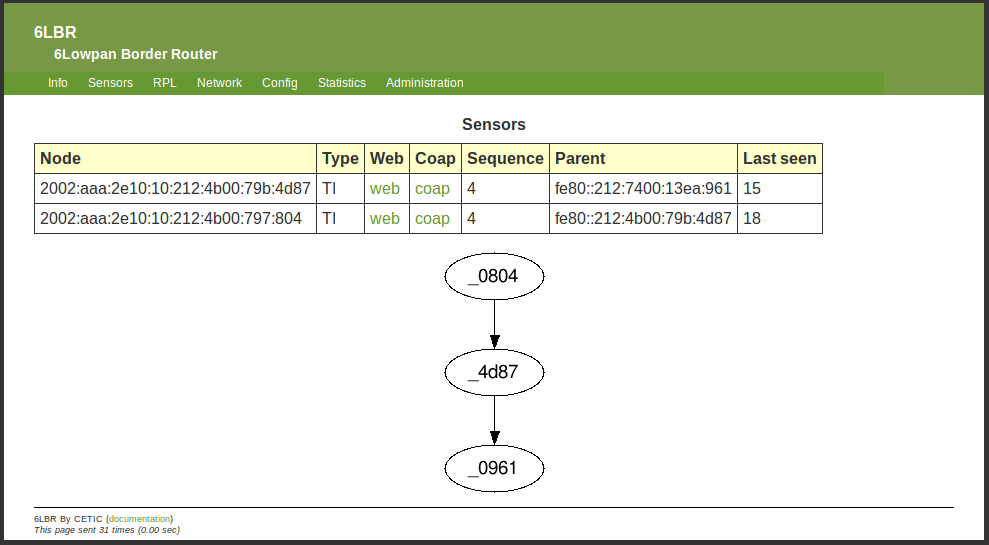 6LBR
6Lowpan Border Router
Info Sensors RPL Network Config Statistics Administration
Sensors
Node Type Web Coap Sequence Parent Last seen
2002:aaa:2e10:10:212:4b00:79b:4d87 TI web coap 4 fe80::212:7400:13ea:961 15
2002:aaa:2e10:10:212:4b00:797:804 TI web coap 4 fe80::212:4b00:79b:4d87 18
_0804
_4d87
_0961
6LBR By CETIC (documentation)
This page sent 31 times (0.00 sec)